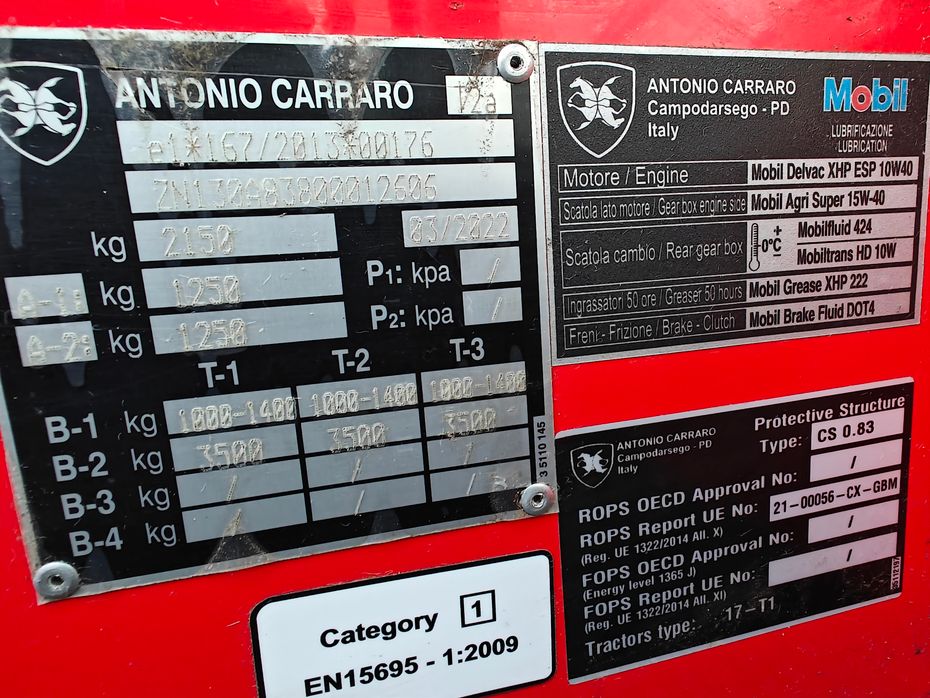 ANTONIO CARRARO T2a
e1*167/2013*00176
ZN130A83800012606
kg 2150 03/2022
A-1: kg 1250 P1: kpa /
A-2: kg 1250 P2: kpa /
T-1 T-2 T-3
B-1 kg 1000-1400 1000-1400 1000-1400
B-2 kg 3500 3500 3500
B-3 kg / / /
B-4 kg / / / 3
3 5110 145
ANTONIO CARRARO
Campodarsego - PD
Italy
Mobil
LUBRIFICAZIONE
LUBRICATION
Motore / Engine Mobil Delvac XHP ESP 10W40
Scatola lato motore / Gear box engine side Mobil Agri Super 15W-40
Scatola cambio / Rear gear box + 0°C - Mobilfluid 424
Mobiltrans HD 10W
Ingrassatori 50 ore / Greaser 50 hours Mobil Grease XHP 222
Freni - Frizione / Brake - Clutch Mobil Brake Fluid DOT4
ANTONIO CARRARO
Campodarsego - PD
Italy
Protective Structure
Type: CS 0.83
ROPS OECD Approval No: /
ROPS Report UE No: 21-00056-CX-GBM
(Reg. UE 1322/2014 All. X)
FOPS OECD Approval No: /
(Energy level 1365 J)
FOPS Report UE No: /
(Reg. UE 1322/2014 All. XI)
Tractors type: 17-T1
Category 1
EN15695 - 1:2009